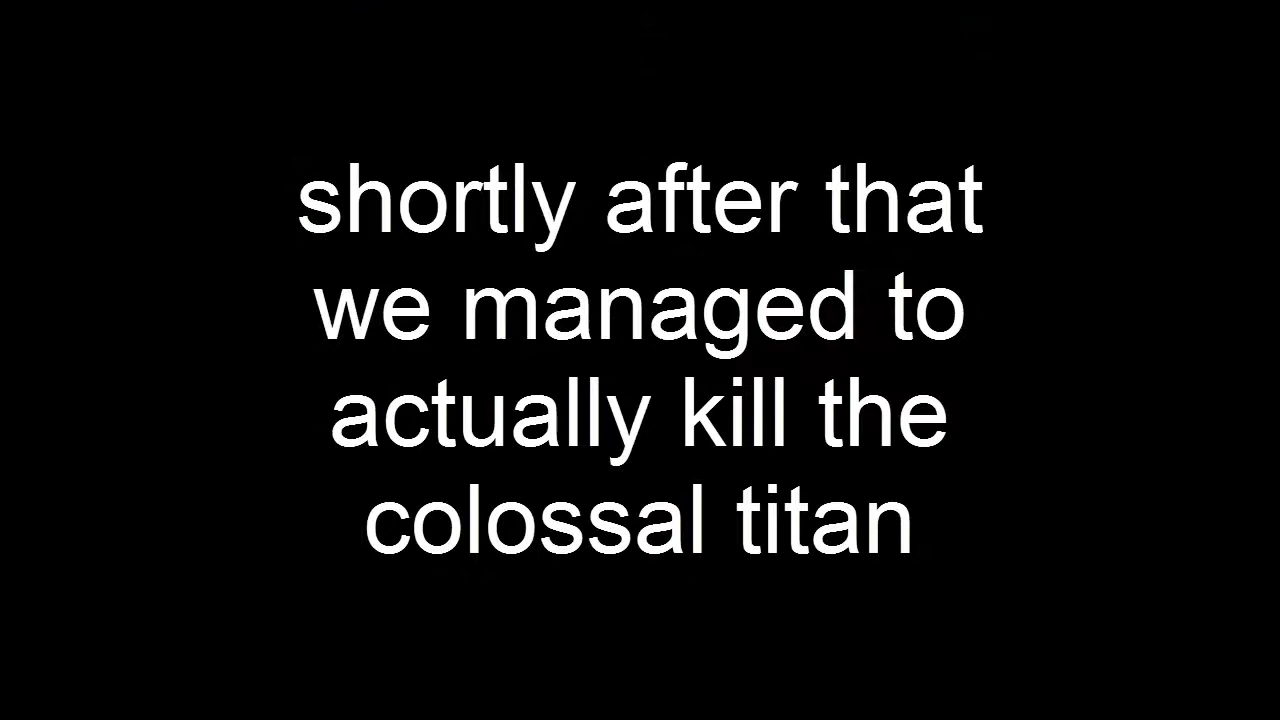 shortly after that
we managed to
actually kill the
colossal titan